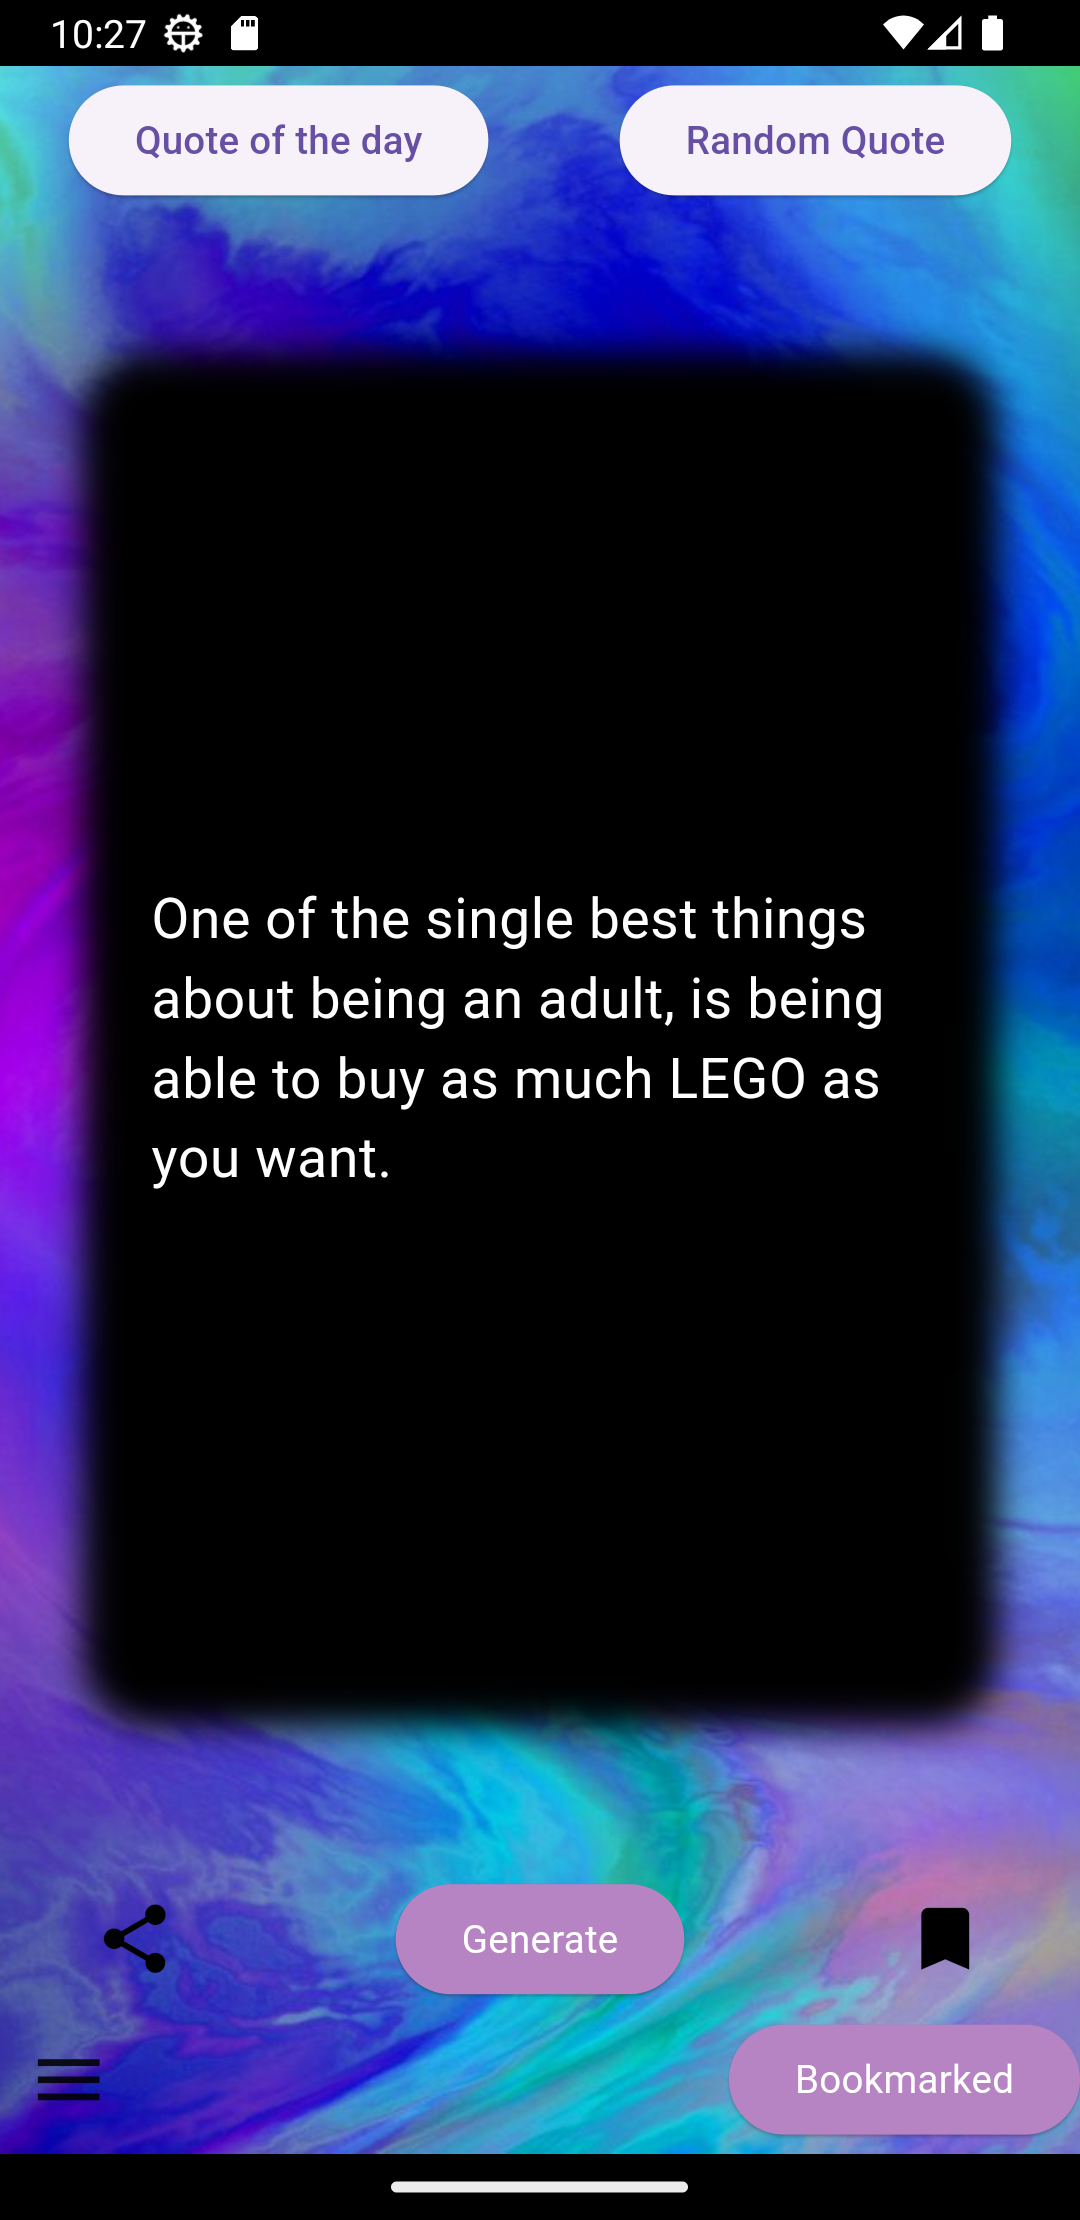 10:27
Quote of the day
Random Quote
One of the single best things
about being an adult, is being
able to buy as much LEGO as
you want.
Generate
Bookmarked